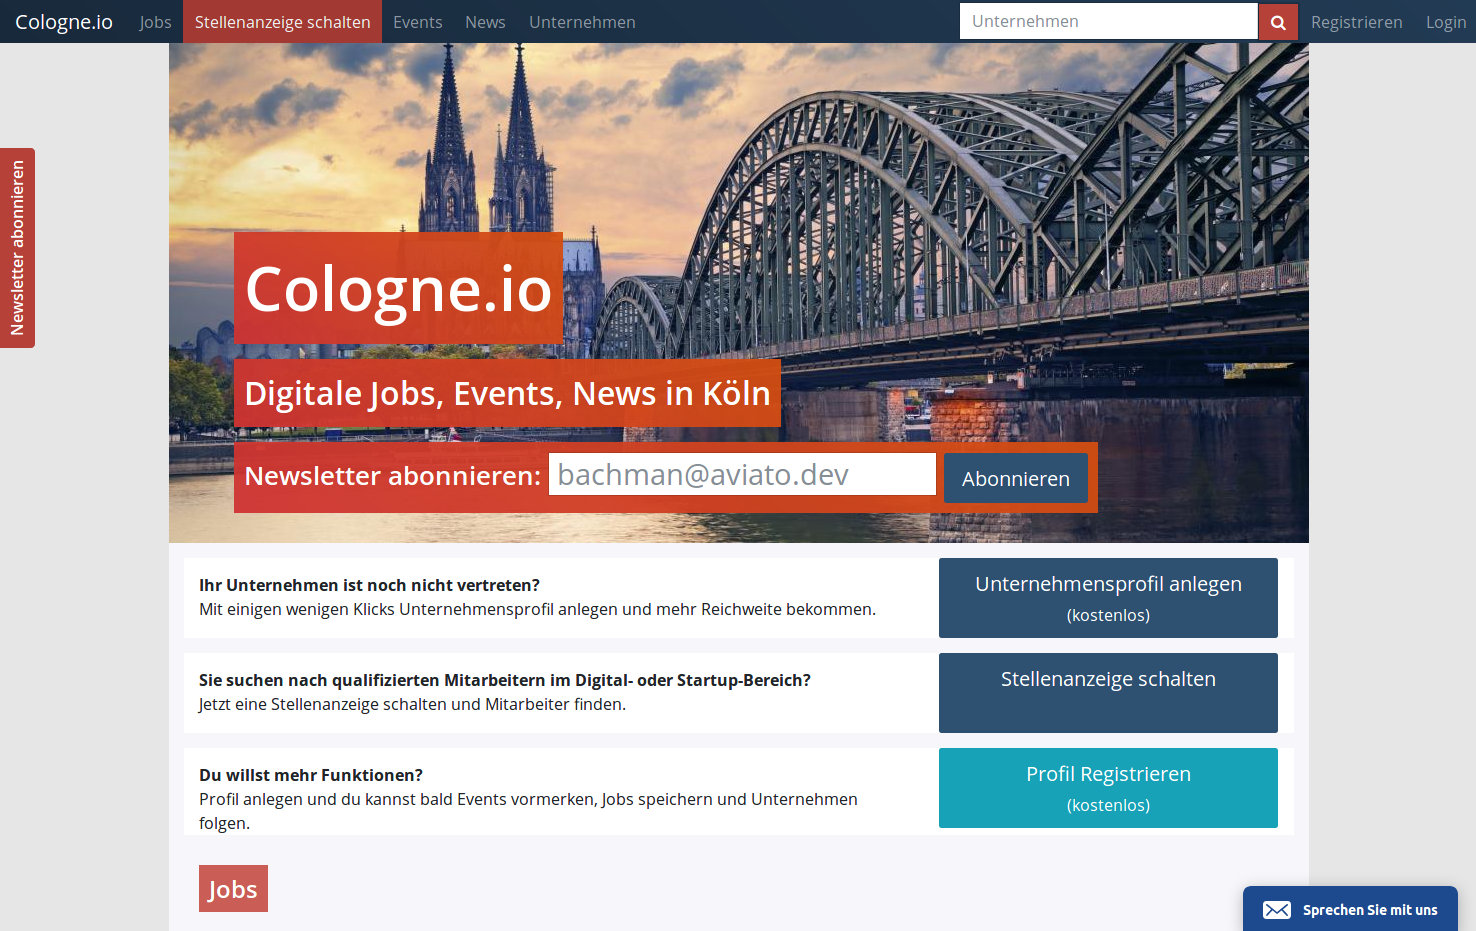 Cologne.io Jobs Stellenanzeige schalten Events News Unternehmen Unternehmen Registrieren Login
Newsletter abonnieren
Cologne.io
Digitale Jobs, Events, News in Köln
Newsletter abonnieren: bachman@aviato.dev Abonnieren
Ihr Unternehmen ist noch nicht vertreten?
Mit einigen wenigen Klicks Unternehmensprofil anlegen und mehr Reichweite bekommen.
Unternehmensprofil anlegen
(kostenlos)
Sie suchen nach qualifizierten Mitarbeitern im Digital- oder Startup-Bereich?
Jetzt eine Stellenanzeige schalten und Mitarbeiter finden.
Stellenanzeige schalten
Du willst mehr Funktionen?
Profil anlegen und du kannst bald Events vormerken, Jobs speichern und Unternehmen
folgen.
Profil Registrieren
(kostenlos)
Jobs
Sprechen Sie mit uns